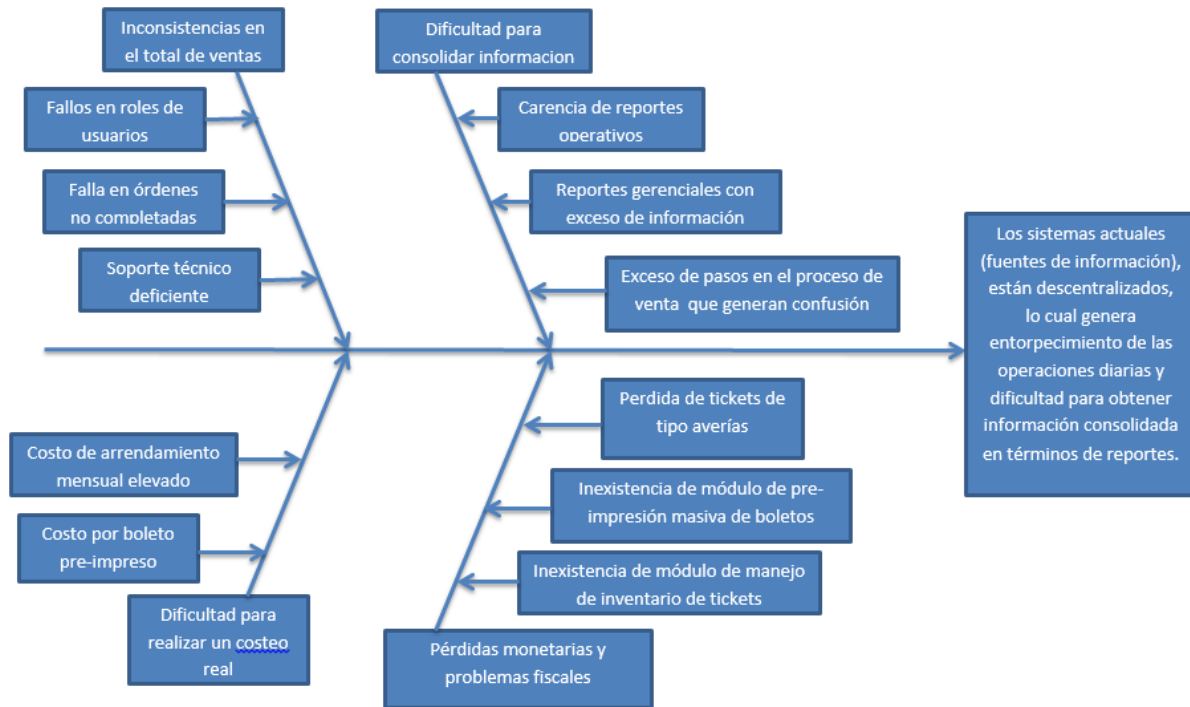 Inconsistencias en
el total de ventas
Fallos en roles de
usuarios
Falla en órdenes
no completadas
Soporte técnico
deficiente
Dificultad para
consolidar informacion
Carencia de reportes
operativos
Reportes gerenciales con
exceso de información
Exceso de pasos en el proceso de
venta que generan confusión
Los sistemas actuales
(fuentes de información),
están descentralizados,
lo cual genera
entorpecimiento de las
operaciones diarias y
dificultad para obtener
información consolidada
en términos de reportes.
Costo de arrendamiento
mensual elevado
Costo por boleto
pre-impreso
Dificultad para
realizar un costeo
real
Perdida de tickets de
tipo averías
Inexistencia de módulo de pre-
impresión masiva de boletos
Inexistencia de módulo de manejo
de inventario de tickets
Pérdidas monetarias y
problemas fiscales